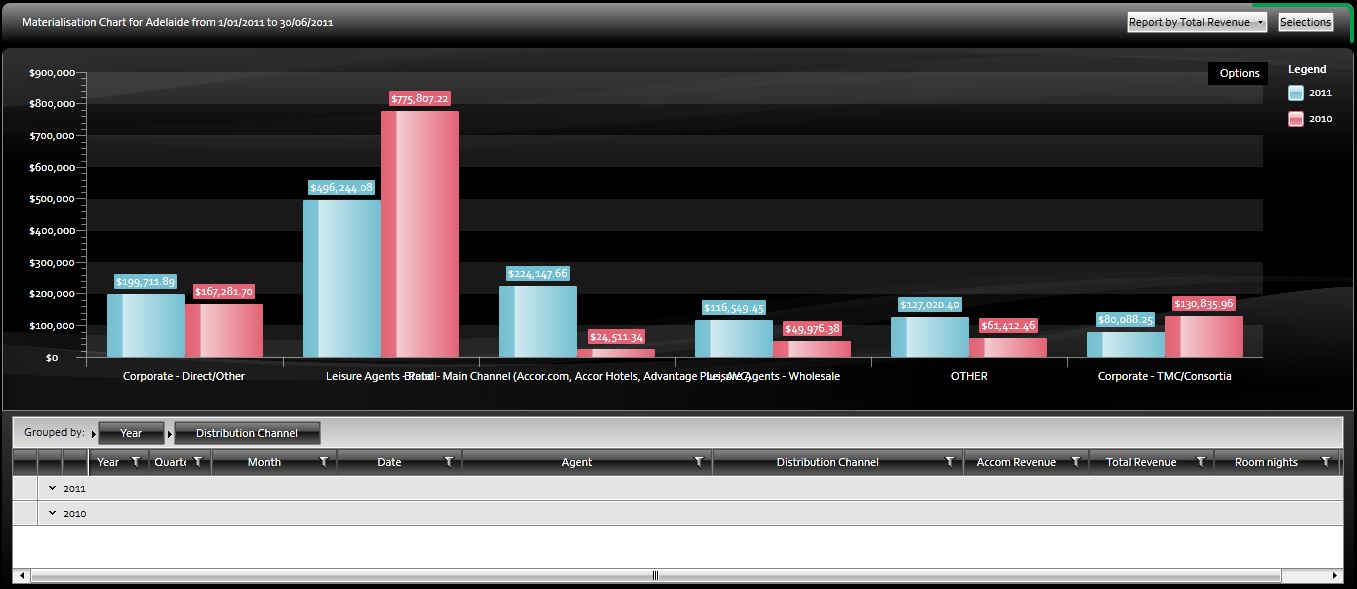 Materialisation Chart for Adelaide from 1/01/2011 to 30/06/2011
Report by Total Revenue
Selections
Options
Legend
2011
2010
$900,000
$800,000
$700,000
$600,000
$500,000
$400,000
$300,000
$200,000
$100,000
$0
$199,711.89
$167,281.70
$496,244.08
$775,807.22
$224,147.66
$24,511.34
$116,549.45
$49,976.38
$127,020.40
$61,412.46
$80,088.25
$130,835.96
Corporate - Direct/Other
Leisure Agents -
- Main Channel (Accor.com, Accor Hotels, Advantage
Agents - Wholesale
OTHER
Corporate - TMC/Consortia
Grouped by:
Year
Distribution Channel
Year
Quarte
Month
Date
Agent
Distribution Channel
Accom Revenue
Total Revenue
Room nights
2011
2010